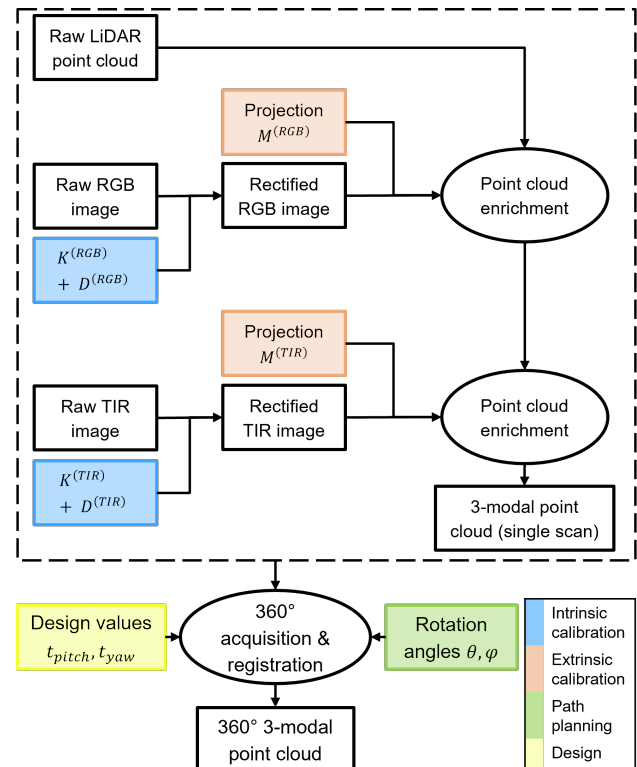 Raw LiDAR
point cloud
Projection
M^(RGB)
Raw RGB
image
Rectified
RGB image
Point cloud
enrichment
K^(RGB)
+ D^(RGB)
Projection
M^(TIR)
Raw TIR
image
Rectified
TIR image
Point cloud
enrichment
K^(TIR)
+ D^(TIR)
3-modal point
cloud (single scan)
Design values
t_pitch, t_yaw
360°
acquisition &
registration
Rotation
angles θ, φ
360° 3-modal
point cloud
Intrinsic
calibration
Extrinsic
calibration
Path
planning
Design